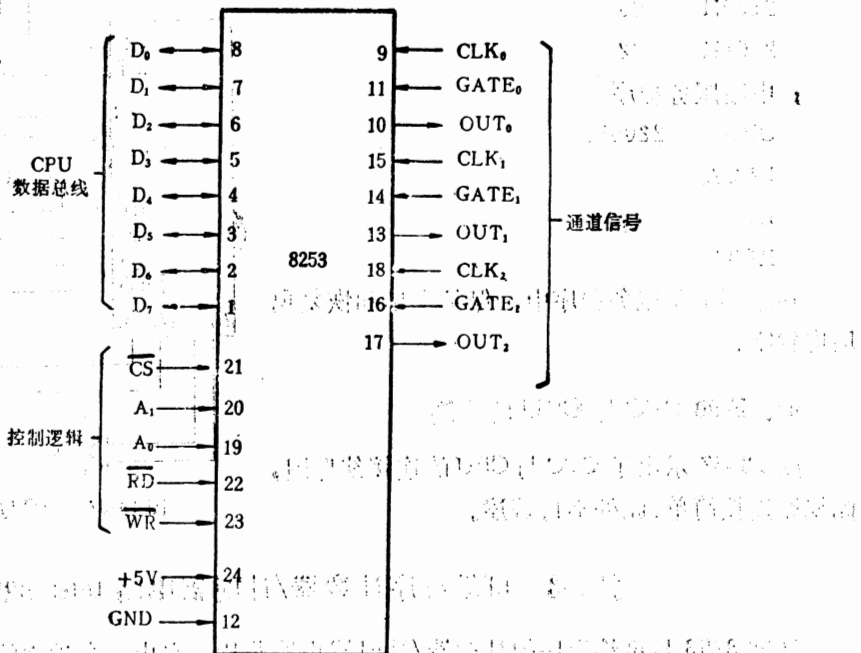 D₀ 8 9 CLK₀
D₁ 7 11 GATE₀
D₂ 6 10 OUT₀
D₃ 5 15 CLK₁
CPU
数据总线
D₄ 4 14 GATE₁
D₅ 3 13 OUT₁
通道信号
8253
D₆ 2 18 CLK₂
D₇ 1 16 GATE₂
17 OUT₂
C̅S̅ 21
A₁ 20
控制逻辑
A₀ 19
R̅D̅ 22
W̅R̅ 23
+5V 24
GND 12